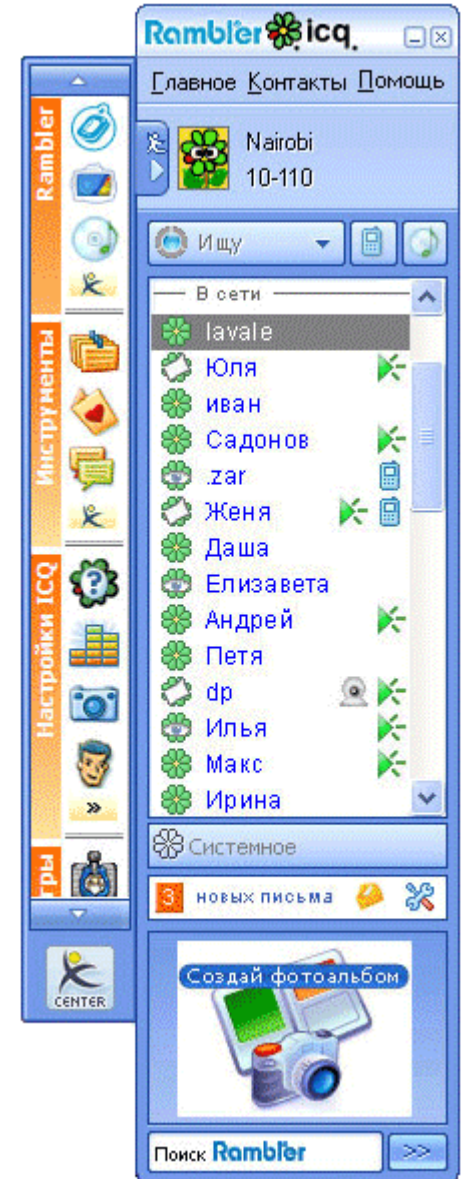 Rambler icq
Главное Контакты Помощь
Nairobi
10-110
Ищу
В сети
lavale
Юля
иван
Садонов
.zar
Женя
Даша
Елизавета
Андрей
Петя
dp
Илья
Макс
Ирина
Системное
3 новых письма
Создай фотоальбом
Поиск Rambler >>
Rambler
Инструменты
Настройки ICQ
»
гры
CENTER